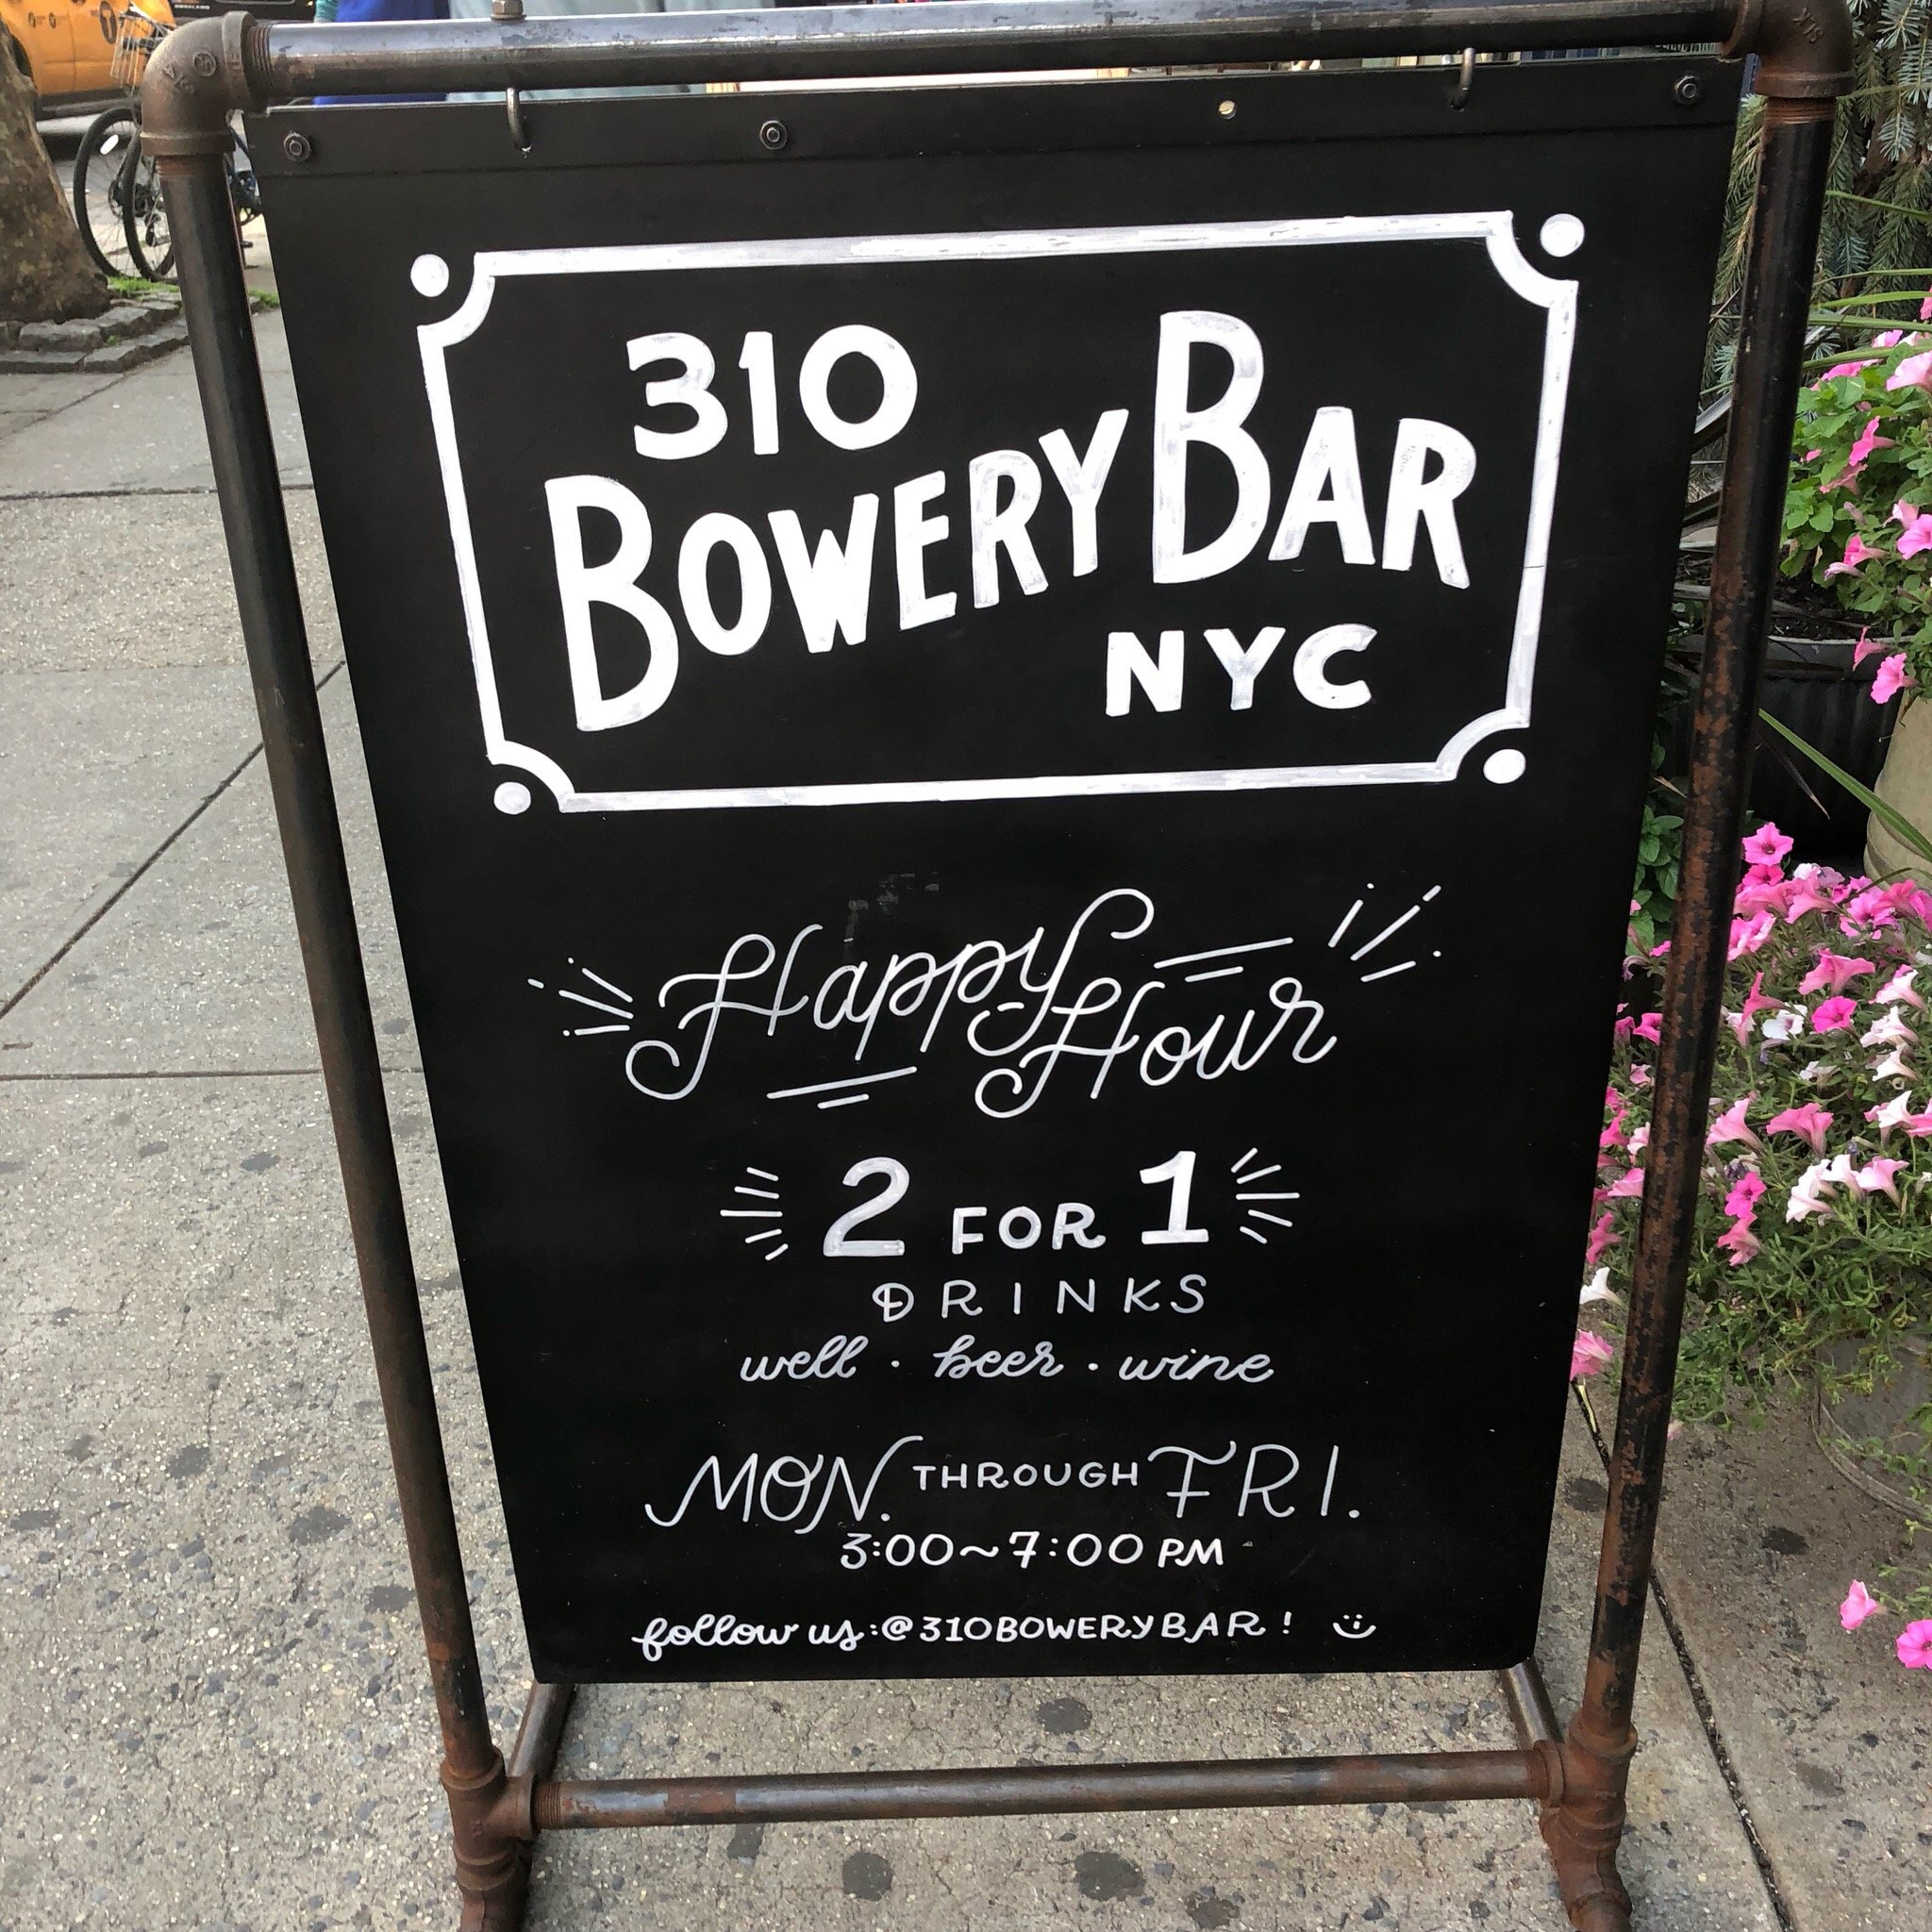 310
BOWERY BAR
NYC
Happy
Hour
2 FOR 1
DRINKS
well · beer · wine
MON. THROUGH FRI.
3:00~7:00 PM
follow us:@310BOWERYBAR!